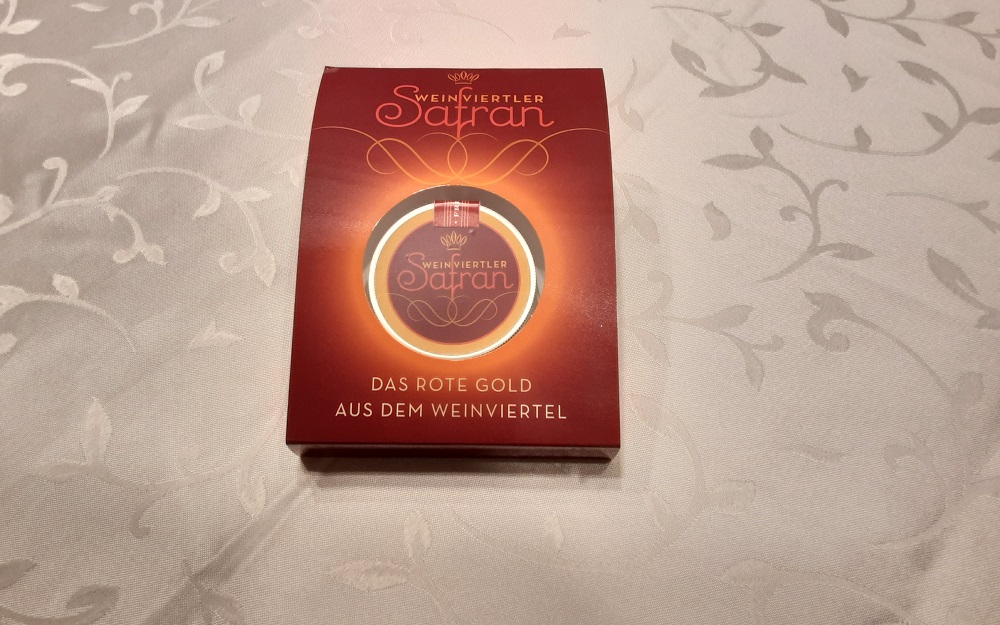 WEINVIERTLER
Safran
WEINVIERTLER
Safran
DAS ROTE GOLD
AUS DEM WEINVIERTEL